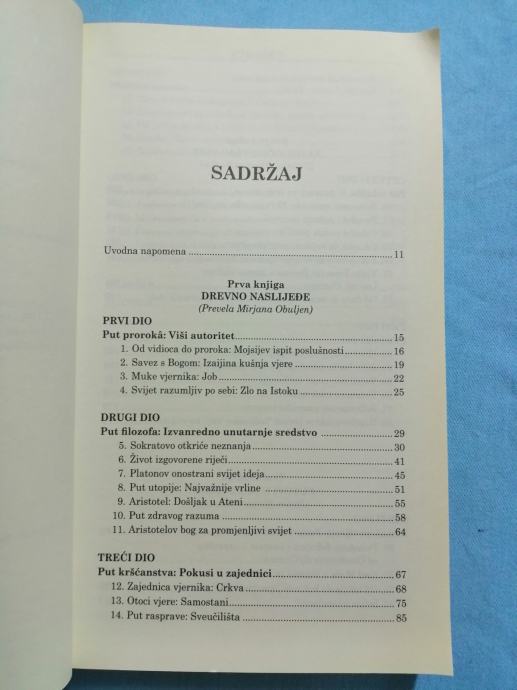 SADRŽAJ
Uvodna napomena ........ 11
Prva knjiga
DREVNO NASLIJEĐE
(Prevela Mirjana Obuljen)
PRVI DIO
Put prorokâ: Viši autoritet ........ 15
1. Od vidioca do proroka: Mojsijev ispit poslušnosti ........ 16
2. Savez s Bogom: Izaijina kušnja vjere ........ 19
3. Muke vjernika: Job ........ 22
4. Svijet razumljiv po sebi: Zlo na Istoku ........ 25
DRUGI DIO
Put filozofa: Izvanredno unutarnje sredstvo ........ 29
5. Sokratovo otkriće neznanja ........ 30
6. Život izgovorene riječi ........ 41
7. Platonov onostrani svijet ideja ........ 45
8. Put utopije: Najvažnije vrline ........ 51
9. Aristotel: Došljak u Ateni ........ 55
10. Put zdravog razuma ........ 58
11. Aristotelov bog za promjenljivi svijet ........ 64
TREĆI DIO
Put kršćanstva: Pokusi u zajednici ........ 67
12. Zajednica vjernika: Crkva ........ 68
13. Otoci vjere: Samostani ........ 75
14. Put rasprave: Sveučilišta ........ 85